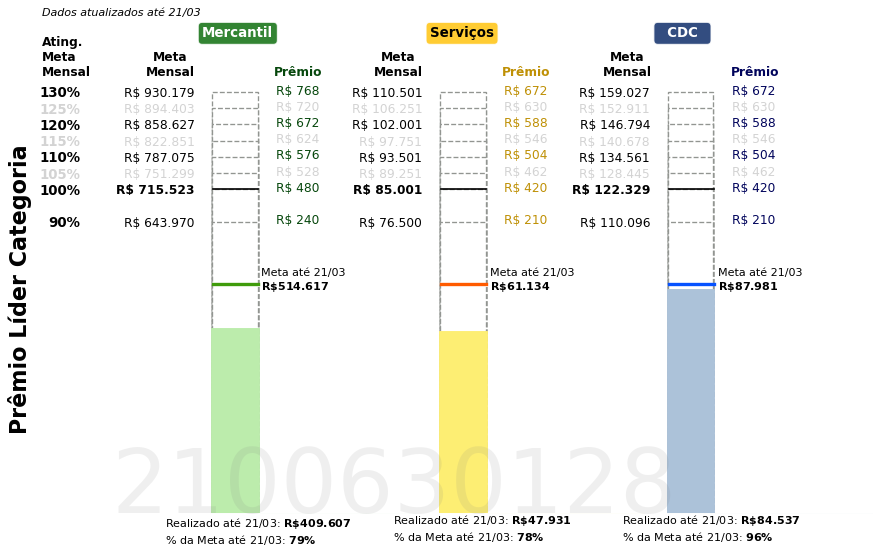 Dados atualizados até 21/03
Mercantil Serviços CDC
Ating.
Meta
Mensal
Meta
Mensal Prêmio
Meta
Mensal Prêmio
Meta
Mensal Prêmio
130% R$ 930.179 R$ 768 R$ 110.501 R$ 672 R$ 159.027 R$ 672
125% R$ 894.403 R$ 720 R$ 106.251 R$ 630 R$ 152.911 R$ 630
120% R$ 858.627 R$ 672 R$ 102.001 R$ 588 R$ 146.794 R$ 588
115% R$ 822.851 R$ 624 R$ 97.751 R$ 546 R$ 140.678 R$ 546
110% R$ 787.075 R$ 576 R$ 93.501 R$ 504 R$ 134.561 R$ 504
105% R$ 751.299 R$ 528 R$ 89.251 R$ 462 R$ 128.445 R$ 462
100% R$ 715.523 R$ 480 R$ 85.001 R$ 420 R$ 122.329 R$ 420
90% R$ 643.970 R$ 240 R$ 76.500 R$ 210 R$ 110.096 R$ 210
Meta até 21/03
R$514.617
Meta até 21/03
R$61.134
Meta até 21/03
R$87.981
Prêmio Líder Categoria
2100630128
Realizado até 21/03: R$409.607
% da Meta até 21/03: 79%
Realizado até 21/03: R$47.931
% da Meta até 21/03: 78%
Realizado até 21/03: R$84.537
% da Meta até 21/03: 96%